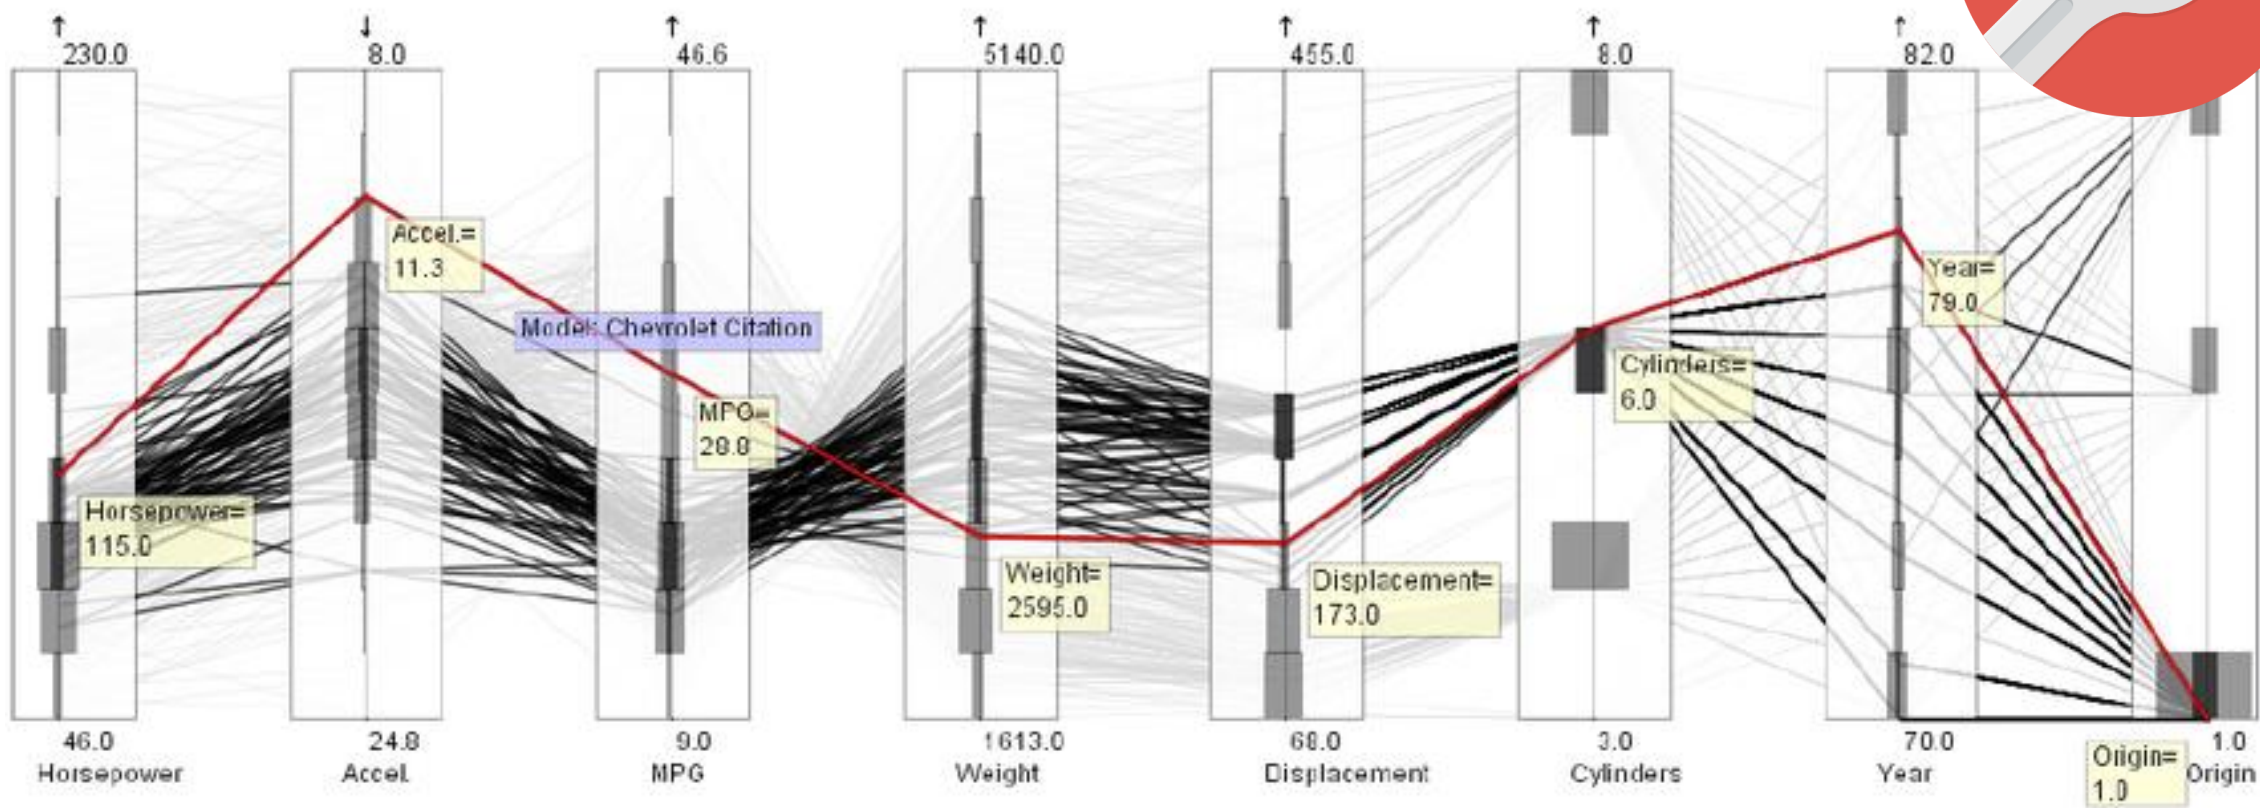 ↑ ↓ ↑ ↑ ↑ ↑ ↑
230.0 8.0 46.6 5140.0 455.0 8.0 82.0
Accel.=
11.3
Year=
79.0
Model: Chevrolet Citation
Cylinders=
6.0
MPG=
28.8
Horsepower=
115.0
Weight=
2595.0
Displacement=
173.0
46.0 24.8 9.0 1613.0 68.0 3.0 70.0 1.0
Horsepower Accel. MPG Weight Displacement Cylinders Year Origin
Origin=
1.0